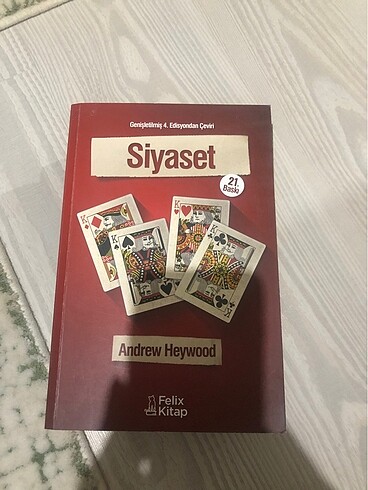 Genişletilmiş 4. Edisyondan Çeviri
Siyaset
21.
Baskı
K
K
K
K
K
Andrew Heywood
Felix
Kitap